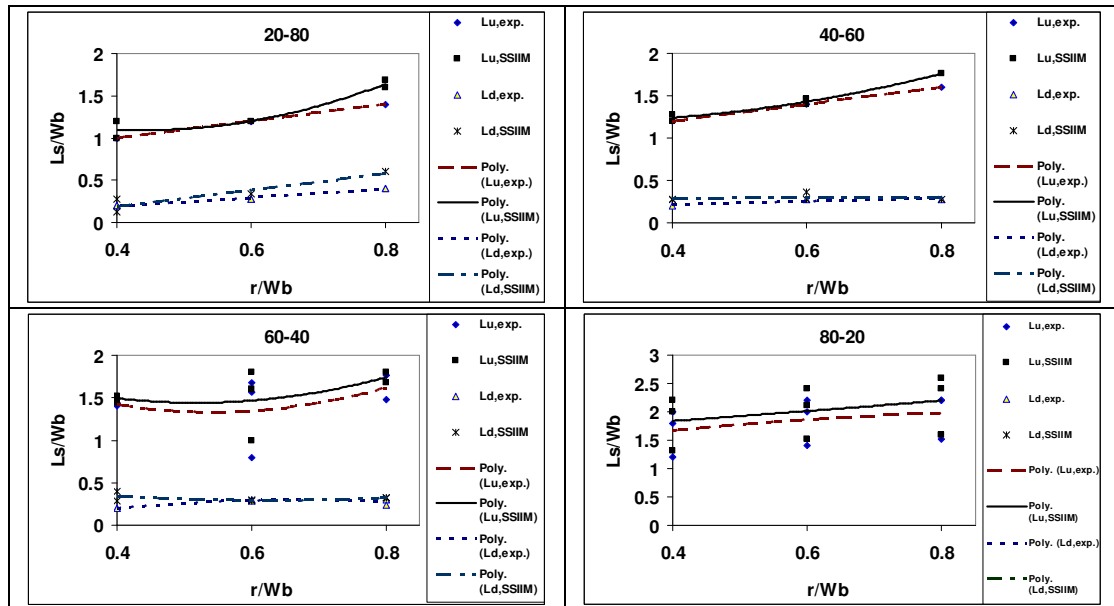 20-80
Ls/Wb
2
1.5
1
0.5
0
0.4
0.6
0.8
r/Wb
Lu,exp.
Lu,SSIIM
Ld,exp.
Ld,SSIIM
Poly.
(Lu,exp.)
Poly.
(Lu,SSIIM)
Poly.
(Ld,exp.)
Poly.
(Ld,SSIIM)
40-60
Ls/Wb
2
1.5
1
0.5
0
0.4
0.6
0.8
r/Wb
Lu,exp.
Lu,SSIIM
Ld,exp.
Ld,SSIIM
Poly.
(Lu,exp.)
Poly.
(Lu,SSIIM)
Poly.
(Ld,exp.)
Poly.
(Ld,SSIIM)
60-40
Ls/Wb
2
1.5
1
0.5
0
0.4
0.6
0.8
r/Wb
Lu,exp.
Lu,SSIIM
Ld,exp.
Ld,SSIIM
Poly.
(Lu,exp.)
Poly.
(Lu,SSIIM)
Poly.
(Ld,exp.)
Poly.
(Ld,SSIIM)
80-20
Ls/Wb
3
2.5
2
1.5
1
0.5
0
0.4
0.6
0.8
r/Wb
Lu,exp.
Lu,SSIIM
Ld,exp.
Ld,SSIIM
Poly. (Lu,exp.)
Poly.
(Lu,SSIIM)
Poly. (Ld,exp.)
Poly.
(Ld,SSIIM)